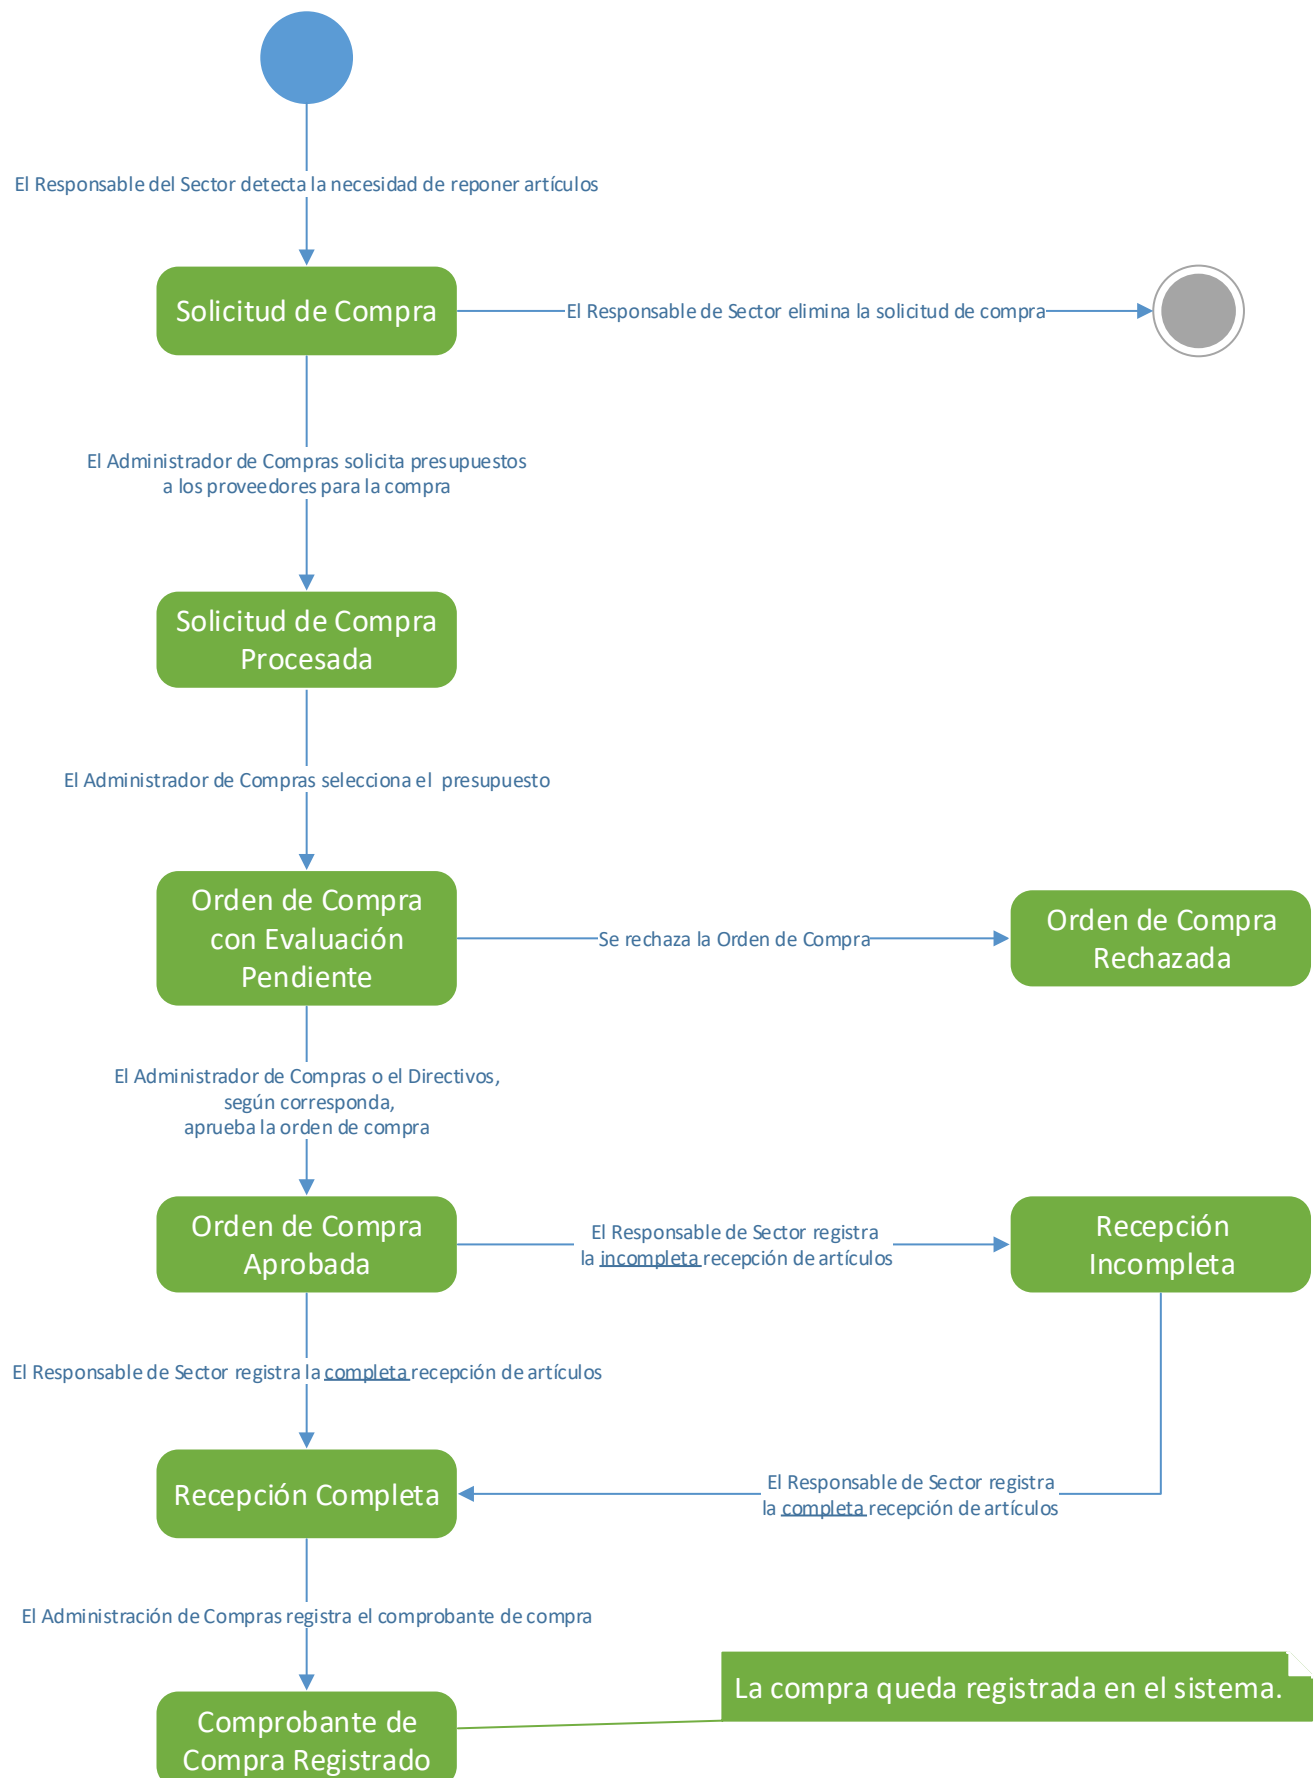 El Responsable del Sector detecta la necesidad de reponer artículos
Solicitud de Compra
El Responsable de Sector elimina la solicitud de compra
El Administrador de Compras solicita presupuestos
a los proveedores para la compra
Solicitud de Compra
Procesada
El Administrador de Compras selecciona el presupuesto
Orden de Compra
con Evaluación
Pendiente
Se rechaza la Orden de Compra
Orden de Compra
Rechazada
El Administrador de Compras o el Directivos,
según corresponda,
aprueba la orden de compra
Orden de Compra
Aprobada
El Responsable de Sector registra
la incompleta recepción de artículos
Recepción
Incompleta
El Responsable de Sector registra la completa recepción de artículos
Recepción Completa
El Responsable de Sector registra
la completa recepción de artículos
El Administración de Compras registra el comprobante de compra
La compra queda registrada en el sistema.
Comprobante de
Compra Registrado